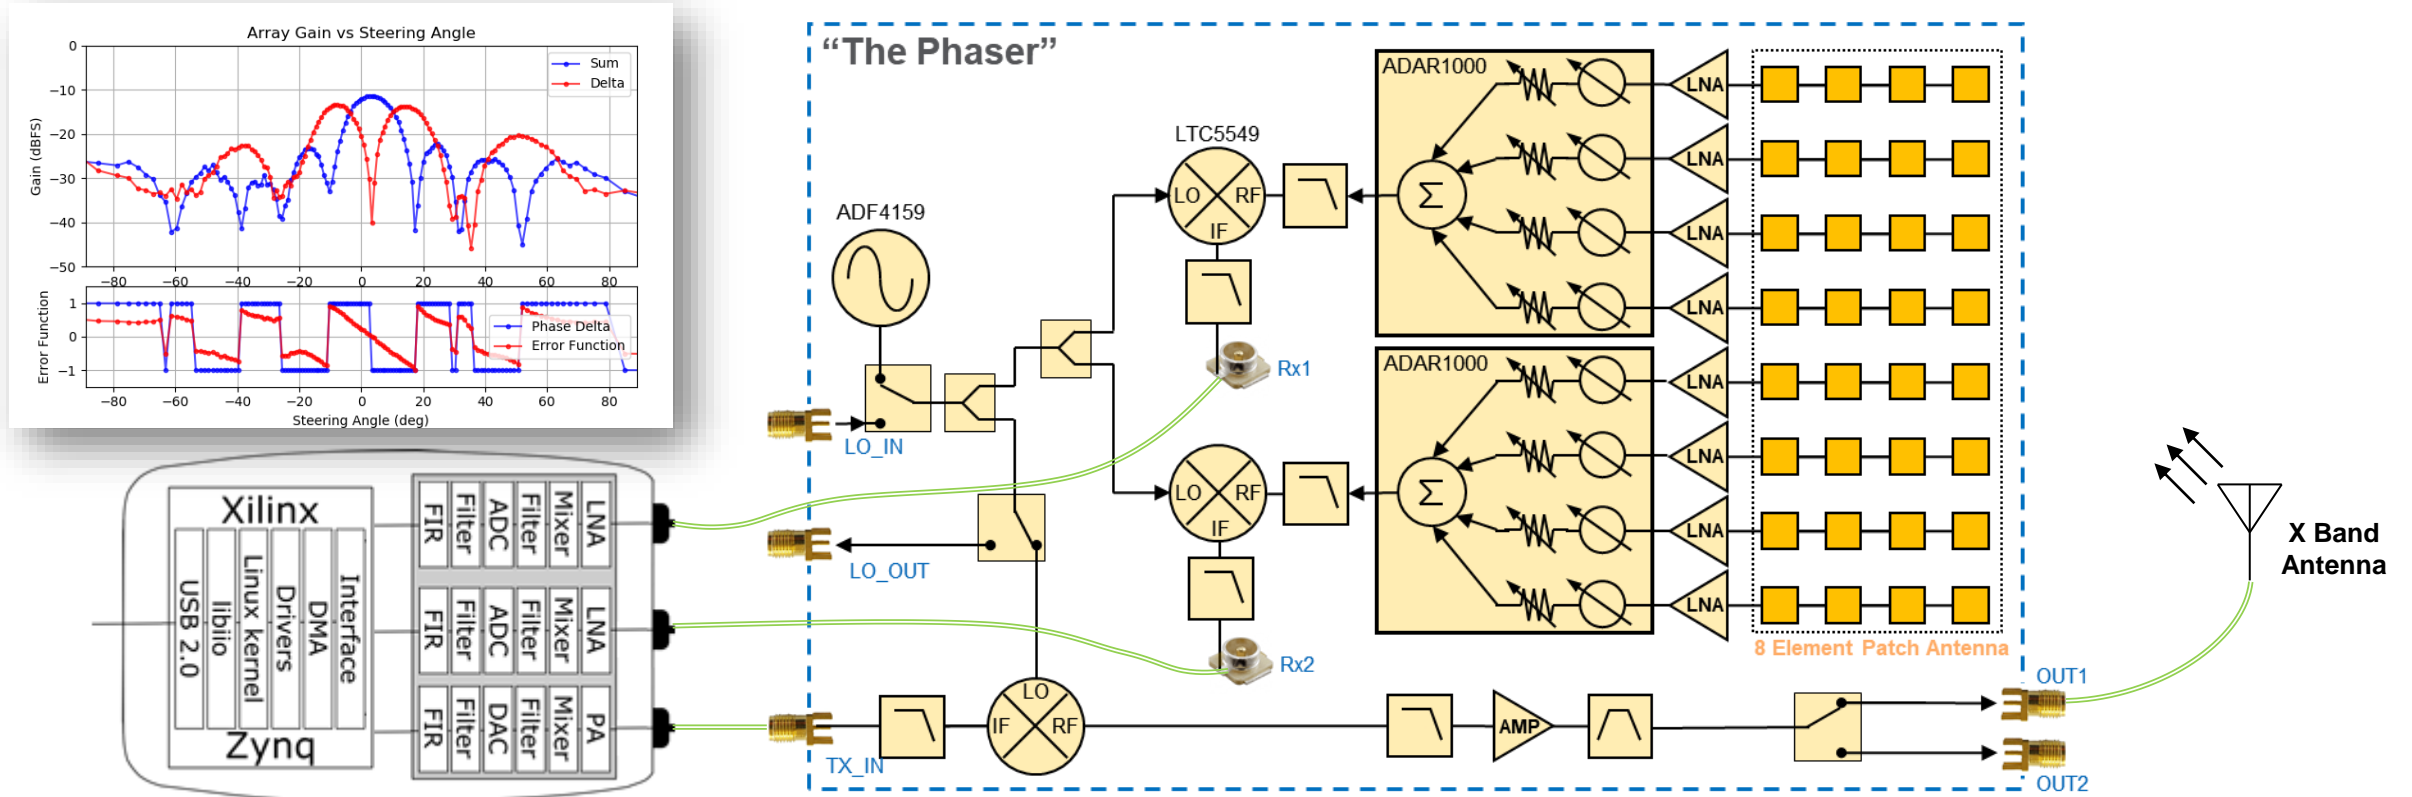 Array Gain vs Steering Angle
Gain (dBFS)
0
−10
−20
−30
−40
−50
Sum
Delta
−80 −60 −40 −20 0 20 40 60 80
Error Function
1
0
−1
Phase Delta
Error Function
−80 −60 −40 −20 0 20 40 60 80
Steering Angle (deg)
Xilinx
USB 2.0
libiio
Linux kernel
Drivers
DMA
Interface
Zynq
FIR Filter ADC Filter Mixer LNA
FIR Filter ADC Filter Mixer LNA
FIR Filter DAC Filter Mixer PA
“The Phaser”
ADF4159
LO_IN
LO_OUT
TX_IN
LTC5549
LO RF
IF
Rx1
LO RF
IF
Rx2
LO
IF RF
ADAR1000
Σ
LNA
LNA
LNA
LNA
ADAR1000
Σ
LNA
LNA
LNA
LNA
8 Element Patch Antenna
AMP
OUT1
OUT2
X Band
Antenna